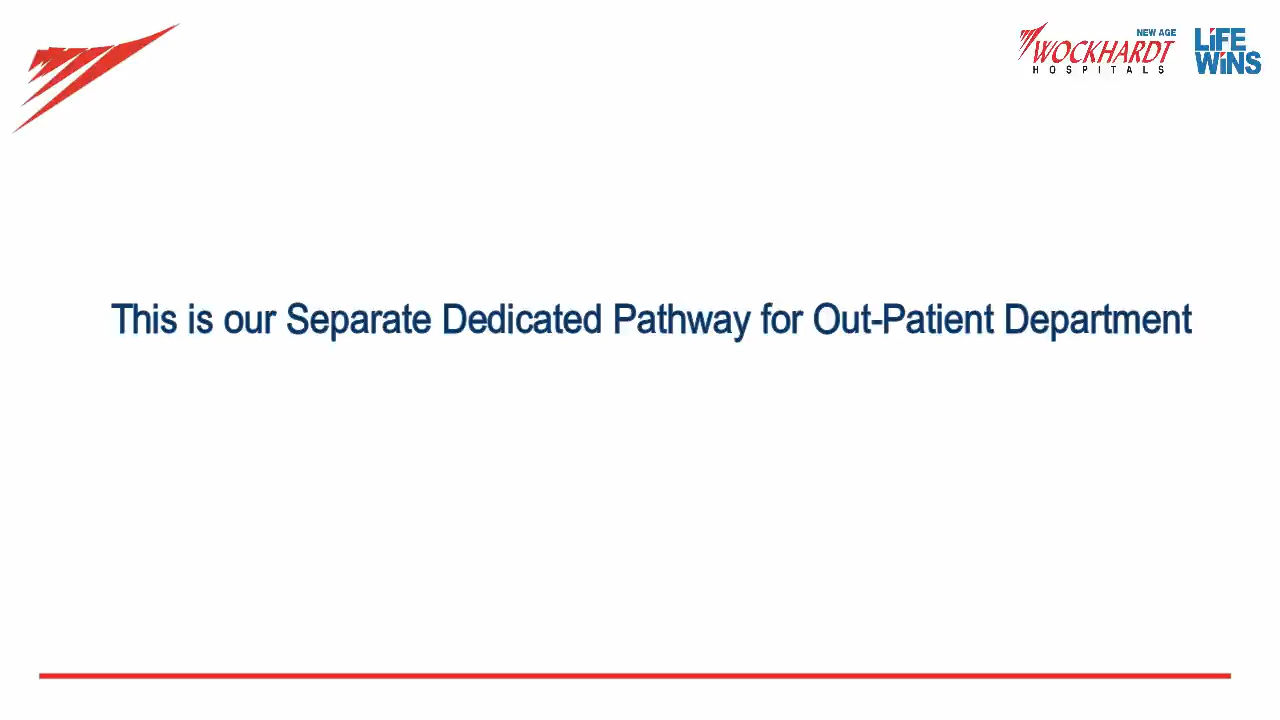 NEW AGE
WOCKHARDT
HOSPITALS
LiFE
WiNS
This is our Separate Dedicated Pathway for Out-Patient Department